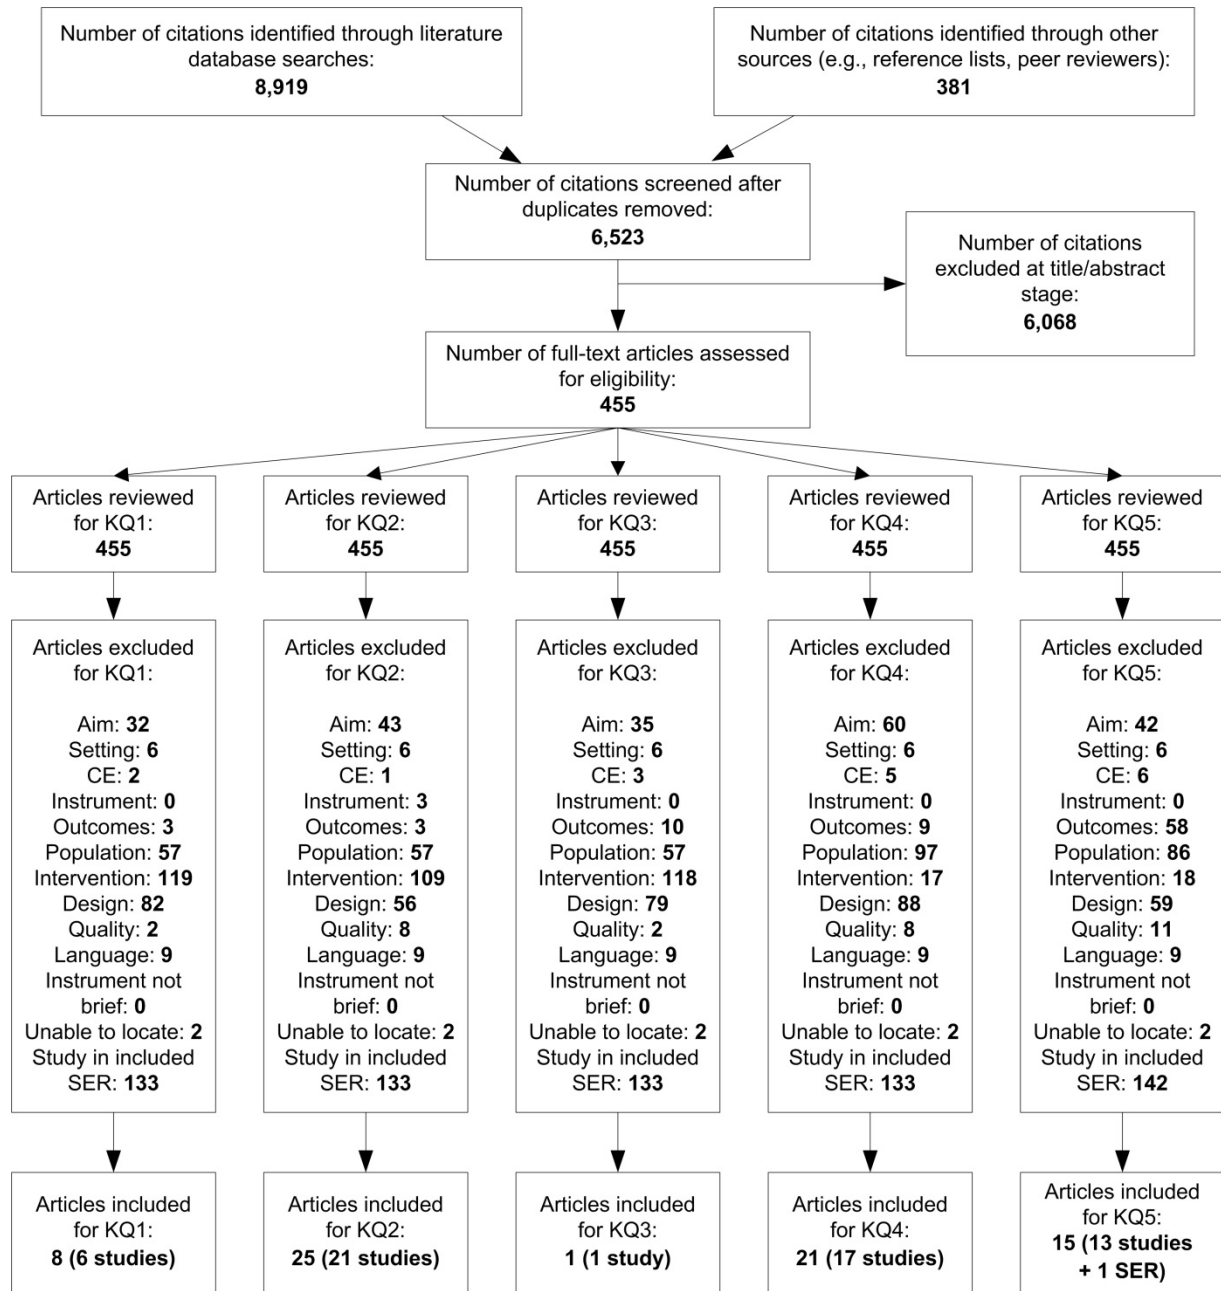 Number of citations identified through literature
database searches:
8,919
Number of citations identified through other
sources (e.g., reference lists, peer reviewers):
381
Number of citations screened after
duplicates removed:
6,523
Number of citations
excluded at title/abstract
stage:
6,068
Number of full-text articles assessed
for eligibility:
455
Articles reviewed
for KQ1:
455
Articles reviewed
for KQ2:
455
Articles reviewed
for KQ3:
455
Articles reviewed
for KQ4:
455
Articles reviewed
for KQ5:
455
Articles excluded
for KQ1:
Aim: 32
Setting: 6
CE: 2
Instrument: 0
Outcomes: 3
Population: 57
Intervention: 119
Design: 82
Quality: 2
Language: 9
Instrument not
brief: 0
Unable to locate: 2
Study in included
SER: 133
Articles excluded
for KQ2:
Aim: 43
Setting: 6
CE: 1
Instrument: 3
Outcomes: 3
Population: 57
Intervention: 109
Design: 56
Quality: 8
Language: 9
Instrument not
brief: 0
Unable to locate: 2
Study in included
SER: 133
Articles excluded
for KQ3:
Aim: 35
Setting: 6
CE: 3
Instrument: 0
Outcomes: 10
Population: 57
Intervention: 118
Design: 79
Quality: 2
Language: 9
Instrument not
brief: 0
Unable to locate: 2
Study in included
SER: 133
Articles excluded
for KQ4:
Aim: 60
Setting: 6
CE: 5
Instrument: 0
Outcomes: 9
Population: 97
Intervention: 17
Design: 88
Quality: 8
Language: 9
Instrument not
brief: 0
Unable to locate: 2
Study in included
SER: 133
Articles excluded
for KQ5:
Aim: 42
Setting: 6
CE: 6
Instrument: 0
Outcomes: 58
Population: 86
Intervention: 18
Design: 59
Quality: 11
Language: 9
Instrument not
brief: 0
Unable to locate: 2
Study in included
SER: 142
Articles included
for KQ1:
8 (6 studies)
Articles included
for KQ2:
25 (21 studies)
Articles included
for KQ3:
1 (1 study)
Articles included
for KQ4:
21 (17 studies)
Articles included
for KQ5:
15 (13 studies
+ 1 SER)